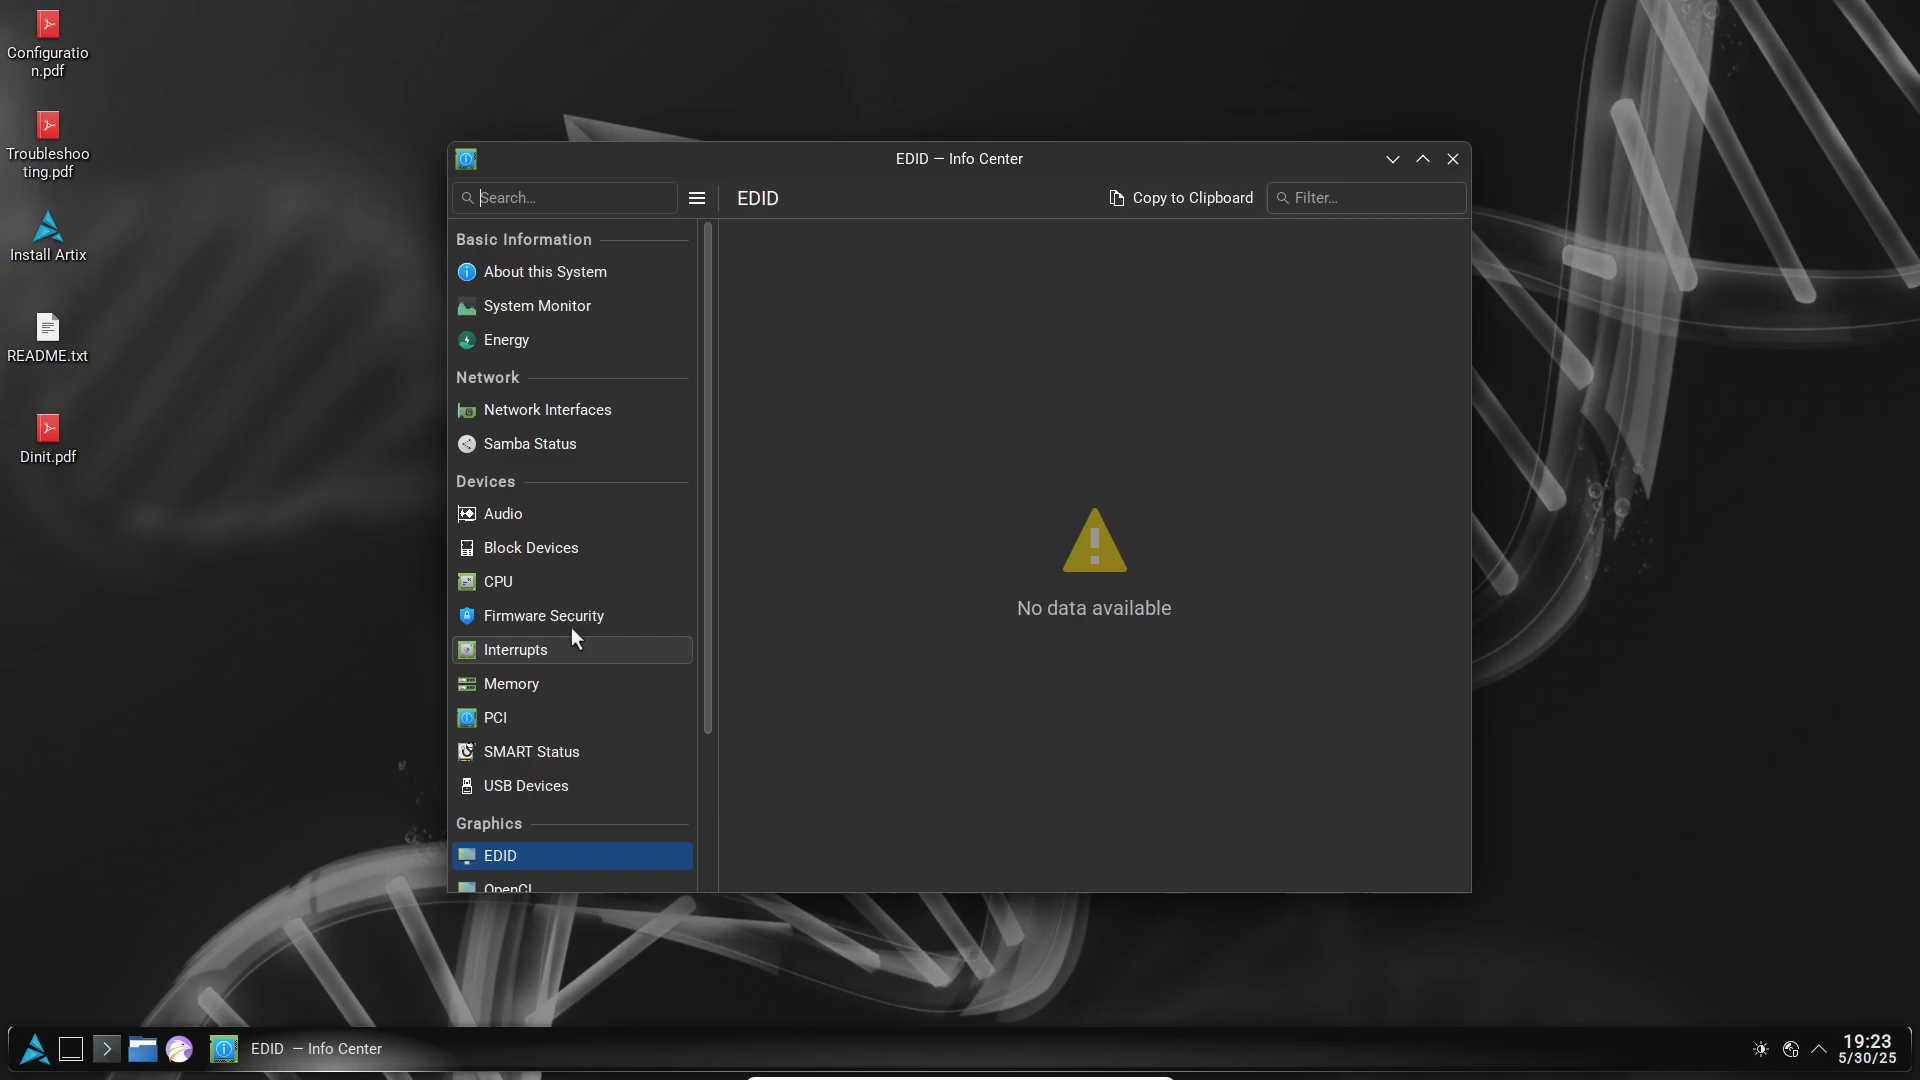 Configuratio
n.pdf
Troubleshoo
ting.pdf
Install Artix
README.txt
Dinit.pdf
EDID — Info Center
Search...
EDID
Copy to Clipboard
Filter...
Basic Information
About this System
System Monitor
Energy
Network
Network Interfaces
Samba Status
Devices
Audio
Block Devices
CPU
Firmware Security
Interrupts
Memory
PCI
SMART Status
USB Devices
Graphics
EDID
OpenCL
No data available
EDID — Info Center
19:23
5/30/25